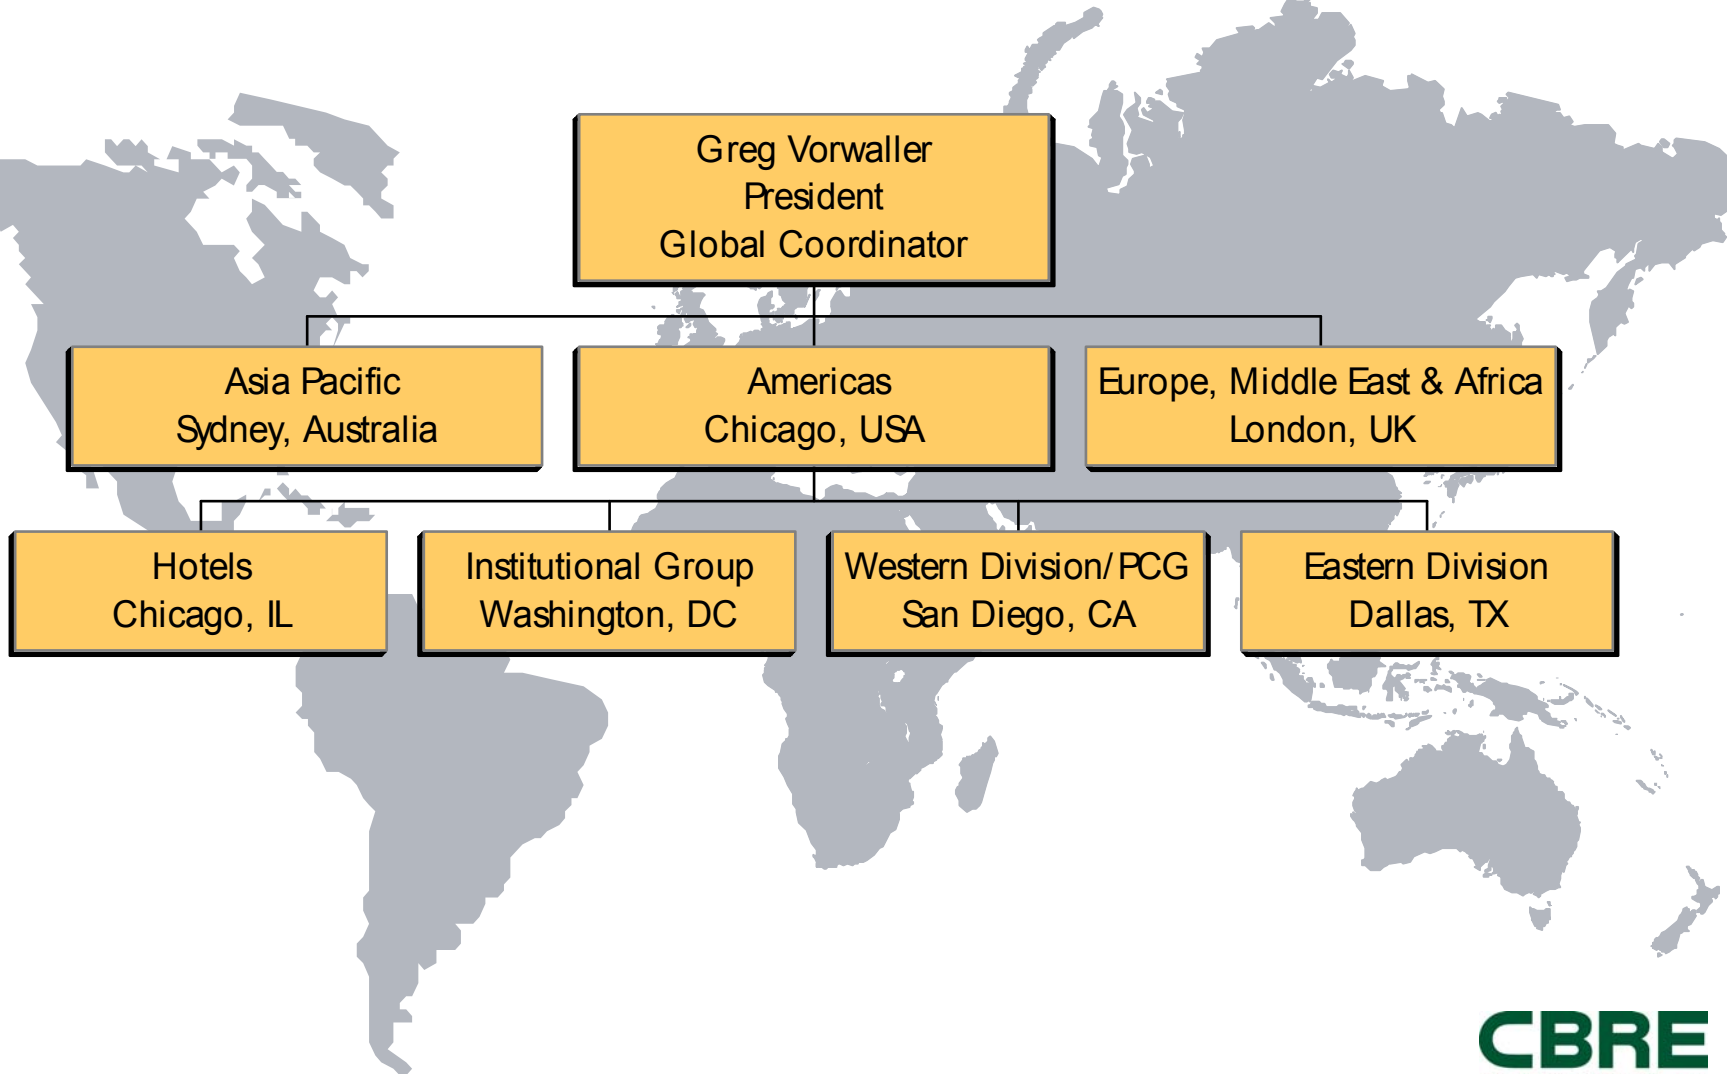 Greg Vorwaller
President
Global Coordinator
Asia Pacific
Sydney, Australia
Americas
Chicago, USA
Europe, Middle East & Africa
London, UK
Hotels
Chicago, IL
Institutional Group
Washington, DC
Western Division/PCG
San Diego, CA
Eastern Division
Dallas, TX
CBRE